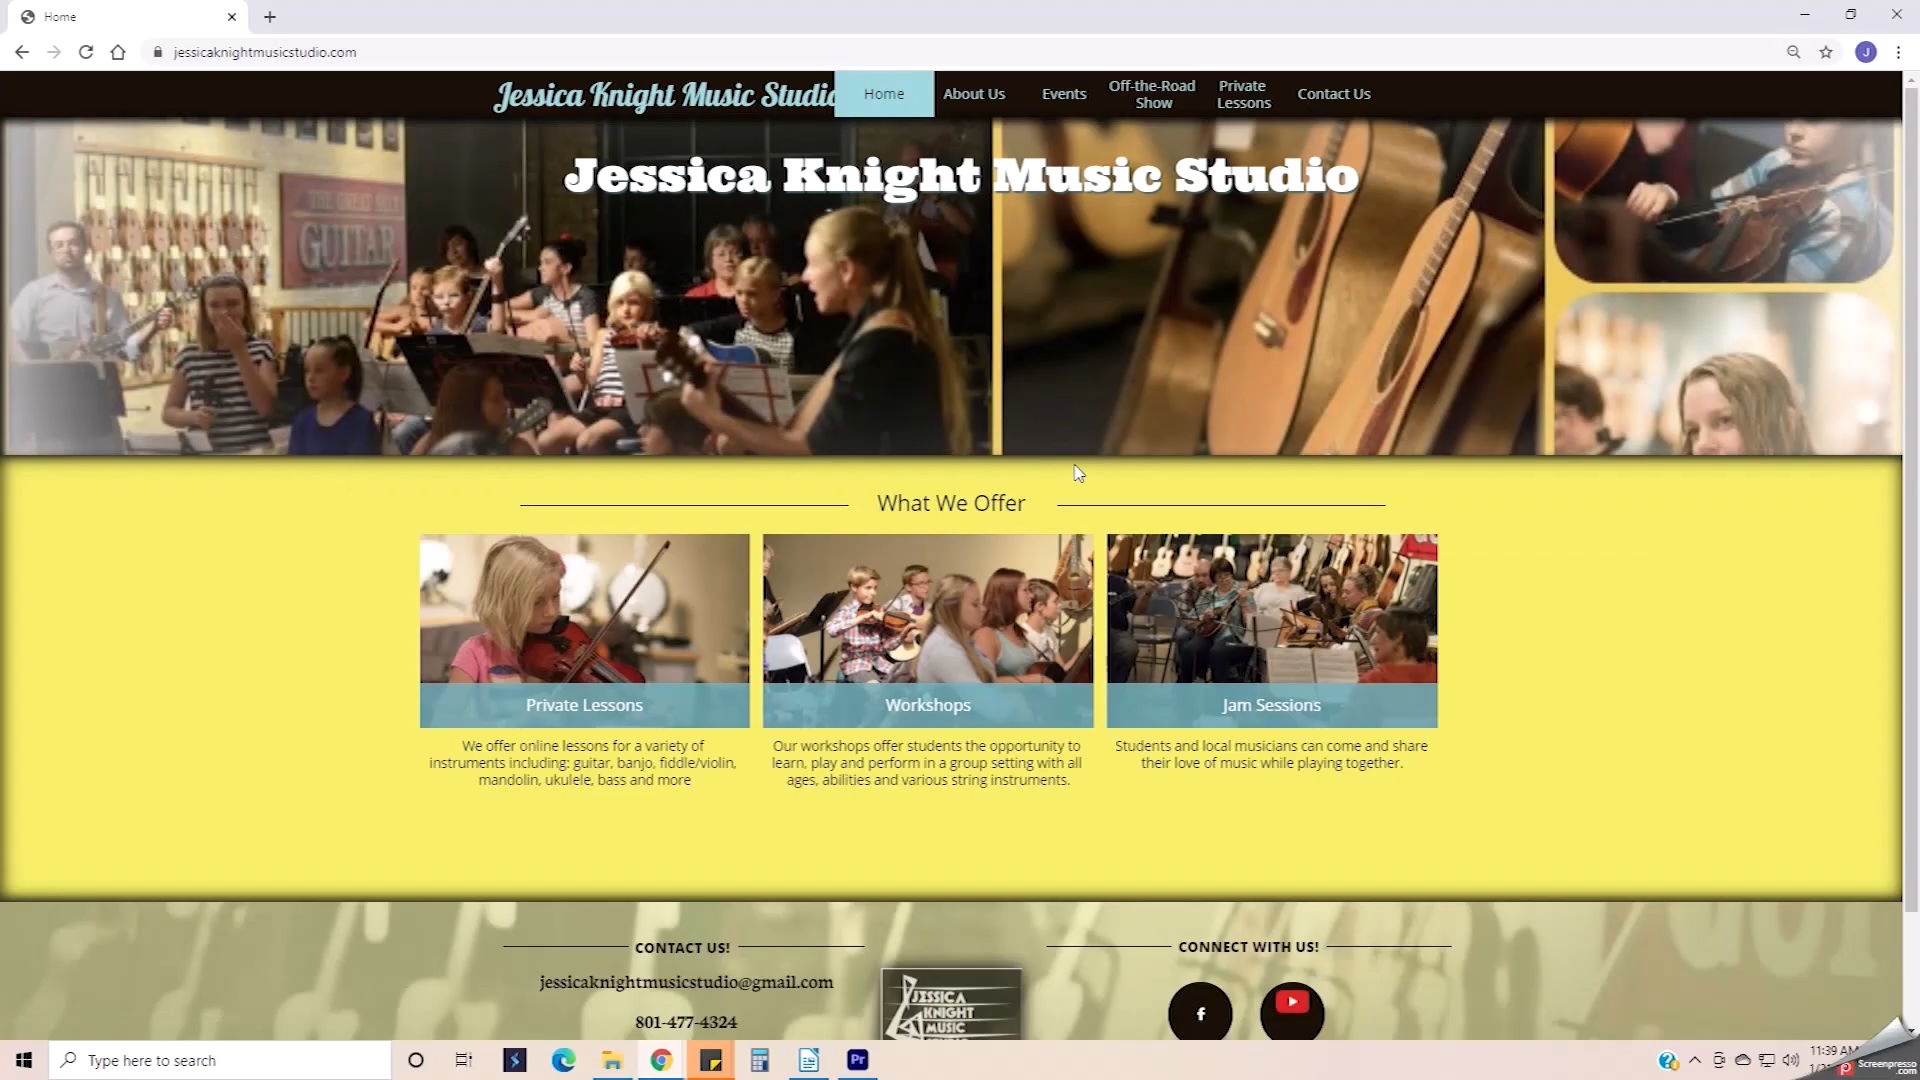 Home
jessicaknightmusicstudio.com
J
Jessica Knight Music Studio
Home
About Us
Events
Off-the-Road
Show
Private
Lessons
Contact Us
Jessica Knight Music Studio
GUITAR
What We Offer
Private Lessons
We offer online lessons for a variety of
instruments including: guitar, banjo, fiddle/violin,
mandolin, ukulele, bass and more
Workshops
Our workshops offer students the opportunity to
learn, play and perform in a group setting with all
ages, abilities and various string instruments.
Jam Sessions
Students and local musicians can come and share
their love of music while playing together.
CONTACT US!
jessicaknightmusicstudio@gmail.com
801-477-4324
JESSICA
KNIGHT
MUSIC
CONNECT WITH US!
f
Type here to search
Pr
11:39 AM
Screenpresso
.com